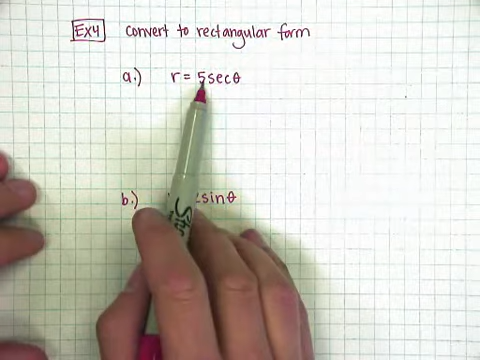 Ex4 Convert to rectangular form
a.) r = 5secθ
b.) sinθ